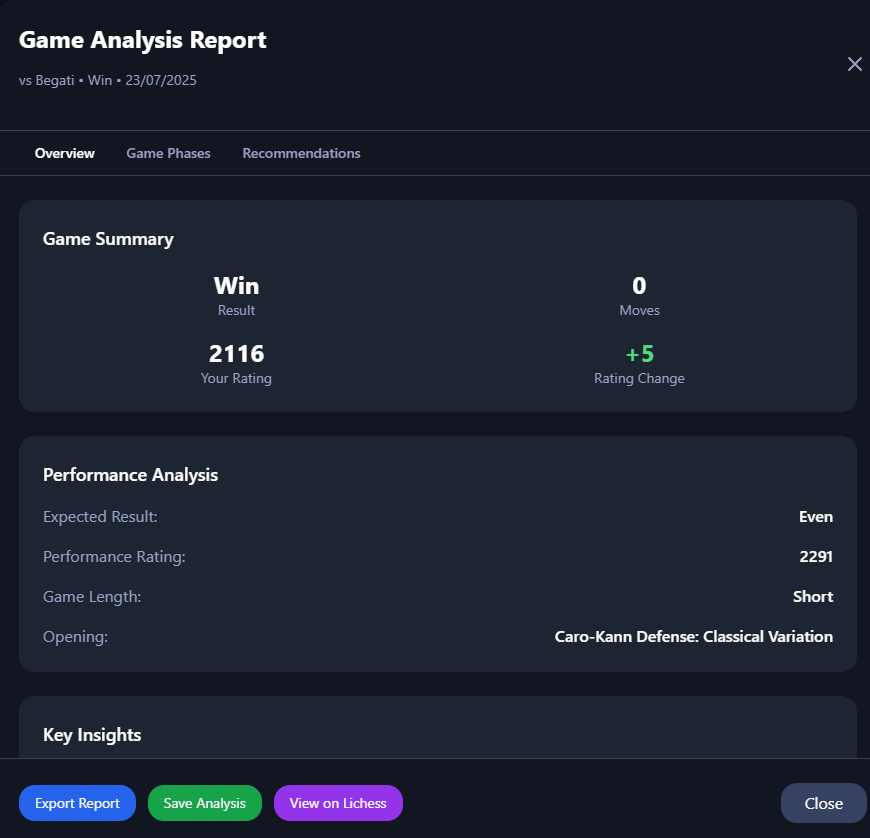 Game Analysis Report
vs Begati • Win • 23/07/2025
Overview Game Phases Recommendations
Game Summary
Win 0
Result Moves
2116 +5
Your Rating Rating Change
Performance Analysis
Expected Result: Even
Performance Rating: 2291
Game Length: Short
Opening: Caro-Kann Defense: Classical Variation
Key Insights
Export Report Save Analysis View on Lichess Close